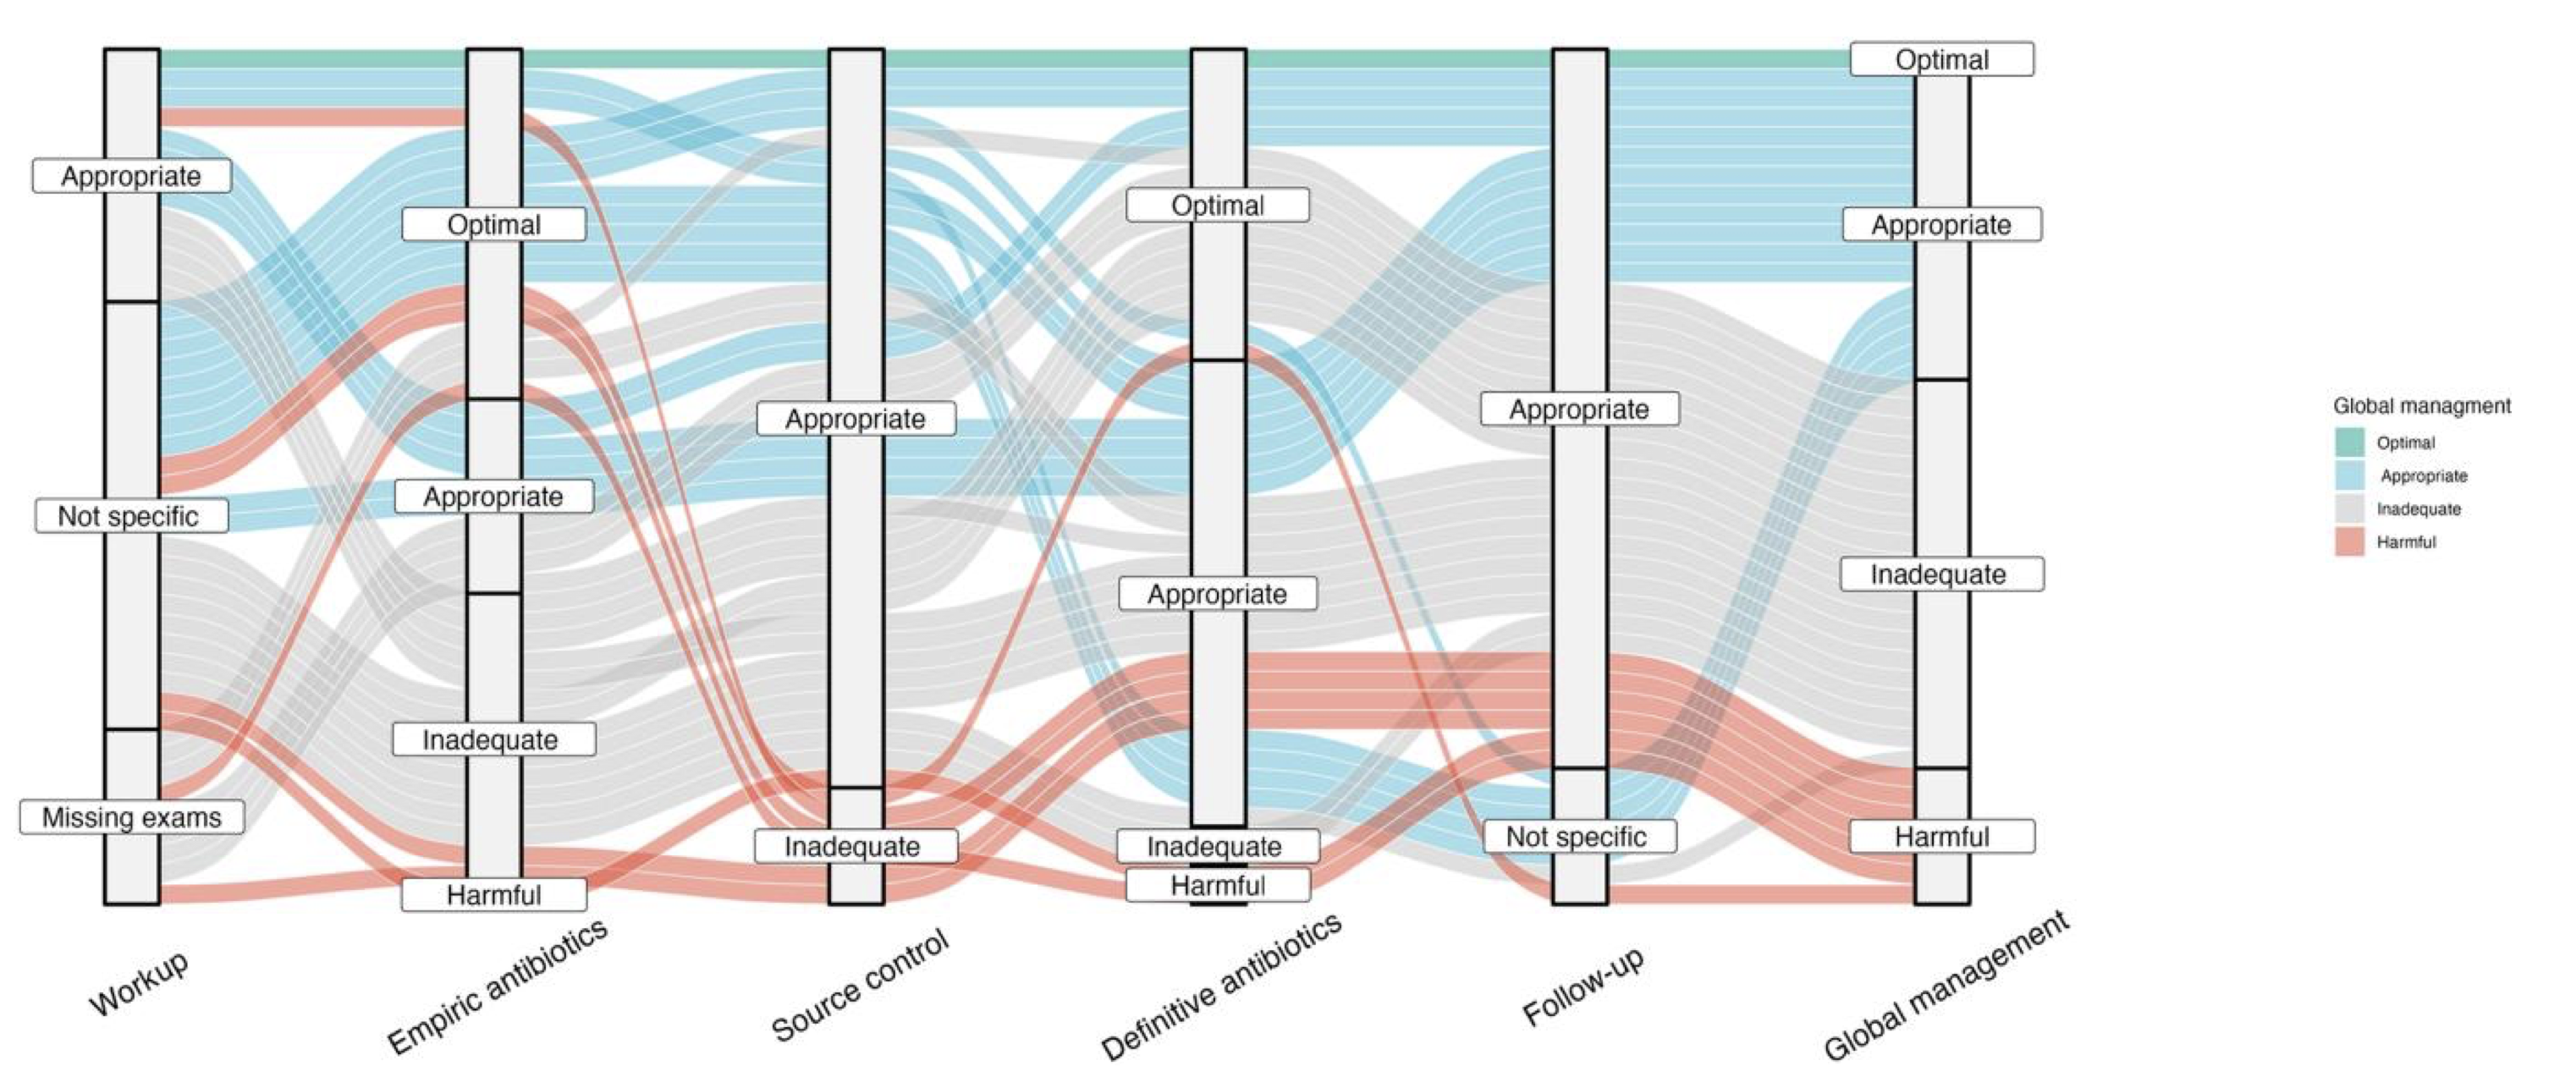 Appropriate
Not specific
Missing exams
Optimal
Appropriate
Inadequate
Harmful
Appropriate
Inadequate
Optimal
Appropriate
Inadequate
Harmful
Appropriate
Not specific
Optimal
Appropriate
Inadequate
Harmful
Workup
Empiric antibiotics
Source control
Definitive antibiotics
Follow-up
Global management
Global managment
Optimal
Appropriate
Inadequate
Harmful